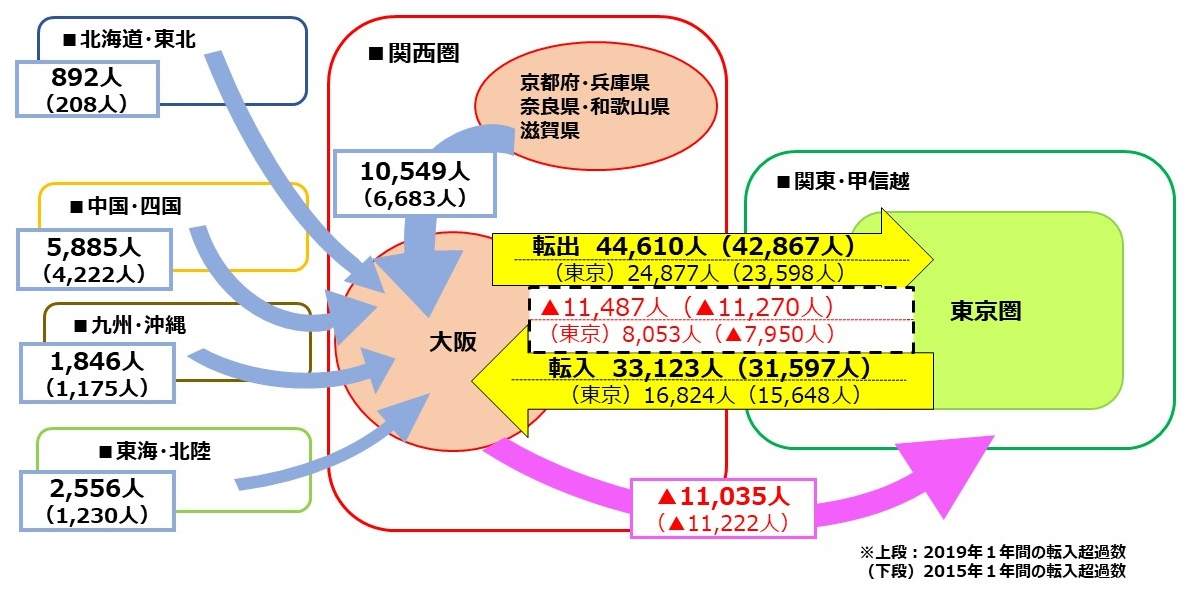 ■北海道・東北
892人
（208人）
■中国・四国
5,885人
（4,222人）
■九州・沖縄
1,846人
（1,175人）
■東海・北陸
2,556人
（1,230人）
■関西圏
京都府・兵庫県
奈良県・和歌山県
滋賀県
10,549人
（6,683人）
大阪
■関東・甲信越
東京圏
転出 44,610人（42,867人）
（東京）24,877人（23,598人）
▲11,487人（▲11,270人）
（東京）8,053人（▲7,950人）
転入 33,123人（31,597人）
（東京）16,824人（15,648人）
▲11,035人
（▲11,222人）
※上段：2019年１年間の転入超過数
（下段）2015年１年間の転入超過数